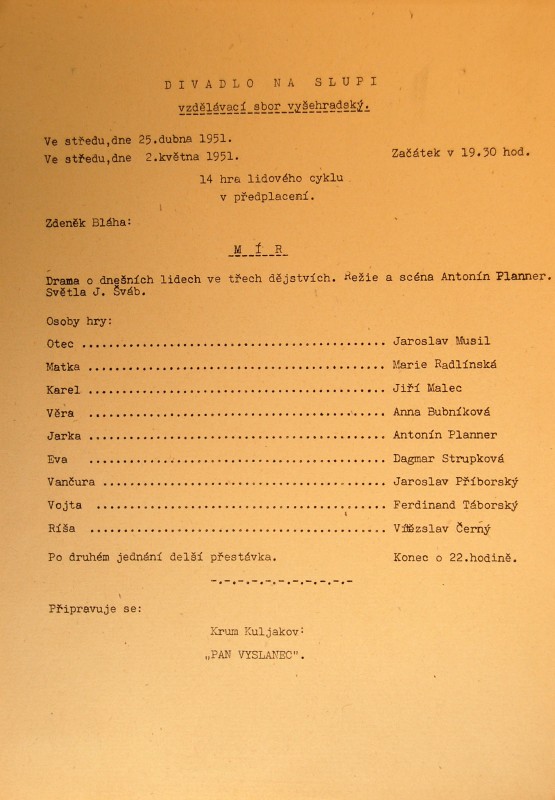 DIVADLO NA SLUPI
vzdělávací sbor vyšehradský.
Ve středu,dne 25.dubna 1951.
Ve středu,dne 2.května 1951. Začátek v 19.30 hod.
14 hra lidového cyklu
v předplacení.
Zdeněk Bláha:
M Í R
Drama o dnešních lidech ve třech dějstvích. Režie a scéna Antonín Planner.
Světla J. Šváb.
Osoby hry:
Otec ........................................... Jaroslav Musil
Matka .......................................... Marie Radlínská
Karel .......................................... Jiří Malec
Věra .......................................... Anna Bubníková
Jarka .......................................... Antonín Planner
Eva .......................................... Dagmar Strupková
Vančura ........................................ Jaroslav Příborský
Vojta .......................................... Ferdinand Táborský
Ríša .......................................... Vítězslav Černý
Po druhém jednání delší přestávka. Konec o 22.hodině.
-.-.-.-.-.-.-.-.-.-.-
Připravuje se:
Krum Kuljakov:
„PAN VYSLANEC".